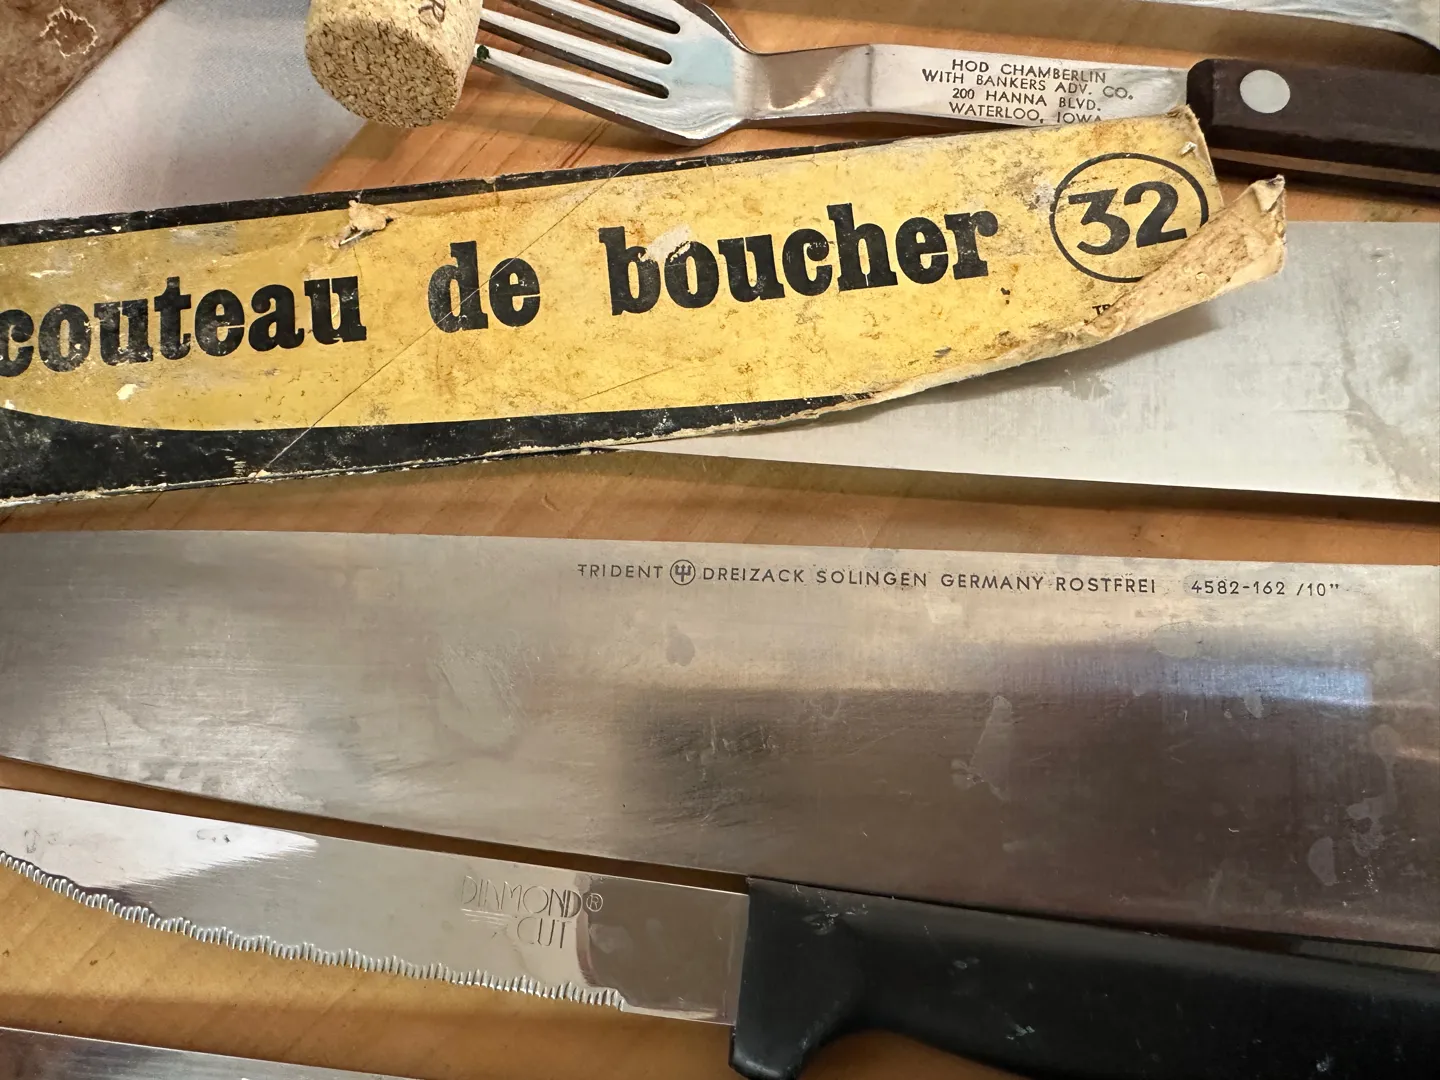 R
HOD CHAMBERLIN
WITH BANKERS ADV. CO.
200 HANNA BLVD.
WATERLOO, IOWA
couteau de boucher 32
TRIDENT DREIZACK SOLINGEN GERMANY ROSTFREI 4582-162 /10"
DIAMOND®
CUT